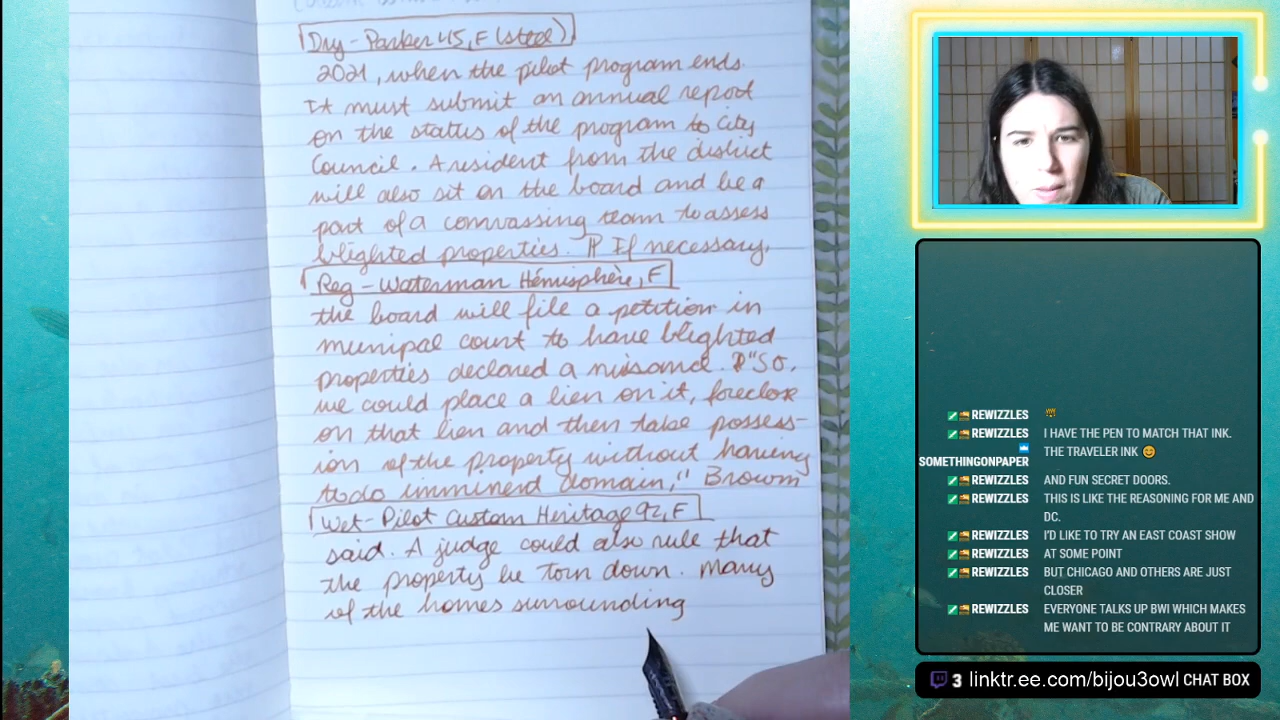 Dry - Parker 45, F (steel)
2021, when the pilot program ends.
It must submit an annual report
on the status of the program to City
Council. A resident from the district
will also sit on the board and be a
part of a convassing team to assess
blighted properties. ¶ If necessary,
Reg - Waterman Hémisphère, F
the board will file a petition in
munipal court to have blighted
properties declared a nuisance. ¶ "So,
we could place a lien on it, foreclose
on that lien and then take possess-
ion of the property without having
to do imminent domain," Brown
Wet - Pilot Custom Heritage 92, F
said. A judge could also rule that
the property be torn down. Many
of the homes surrounding
REWIZZLES
REWIZZLES I HAVE THE PEN TO MATCH THAT INK.
SOMETHINGONPAPER THE TRAVELER INK
REWIZZLES AND FUN SECRET DOORS.
REWIZZLES THIS IS LIKE THE REASONING FOR ME AND
DC.
REWIZZLES I'D LIKE TO TRY AN EAST COAST SHOW
REWIZZLES AT SOME POINT
REWIZZLES BUT CHICAGO AND OTHERS ARE JUST
CLOSER
REWIZZLES EVERYONE TALKS UP BWI WHICH MAKES
ME WANT TO BE CONTRARY ABOUT IT
3 linktr.ee/com/bijou3owl CHAT BOX